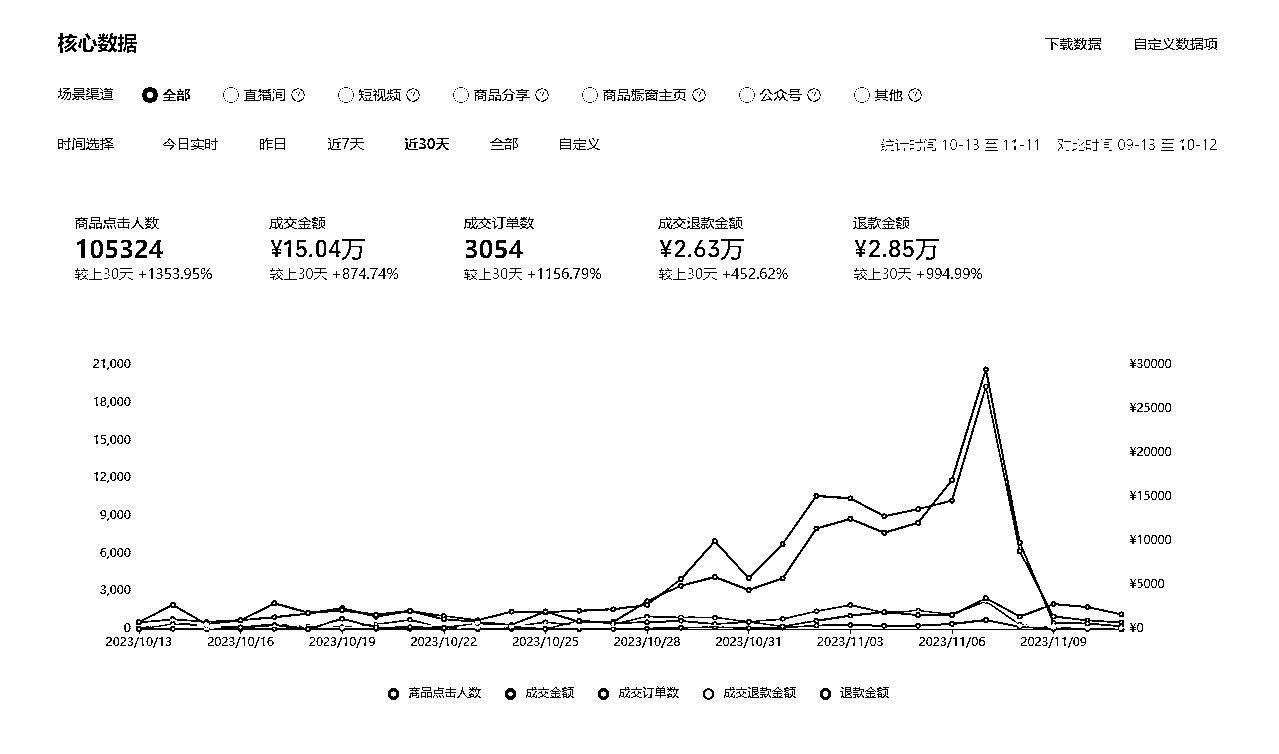 核心数据 下载数据 自定义数据项
场景渠道 全部 直播间 ? 短视频 ? 商品分享 ? 商品橱窗主页 ? 公众号 ? 其他 ?
时间选择 今日实时 昨日 近7天 近30天 全部 自定义 统计时间 10-13 至 11-11 对比时间 09-13 至 10-12
商品点击人数 成交金额 成交订单数 成交退款金额 退款金额
105324 ¥15.04万 3054 ¥2.63万 ¥2.85万
较上30天 +1353.95% 较上30天 +874.74% 较上30天 +1156.79% 较上30天 +452.62% 较上30天 +994.99%
21,000 ¥30000
18,000 ¥25000
15,000 ¥20000
12,000 ¥15000
9,000 ¥10000
6,000 ¥5000
3,000
0 ¥0
2023/10/13 2023/10/16 2023/10/19 2023/10/22 2023/10/25 2023/10/28 2023/10/31 2023/11/03 2023/11/06 2023/11/09
商品点击人数 成交金额 成交订单数 成交退款金额 退款金额